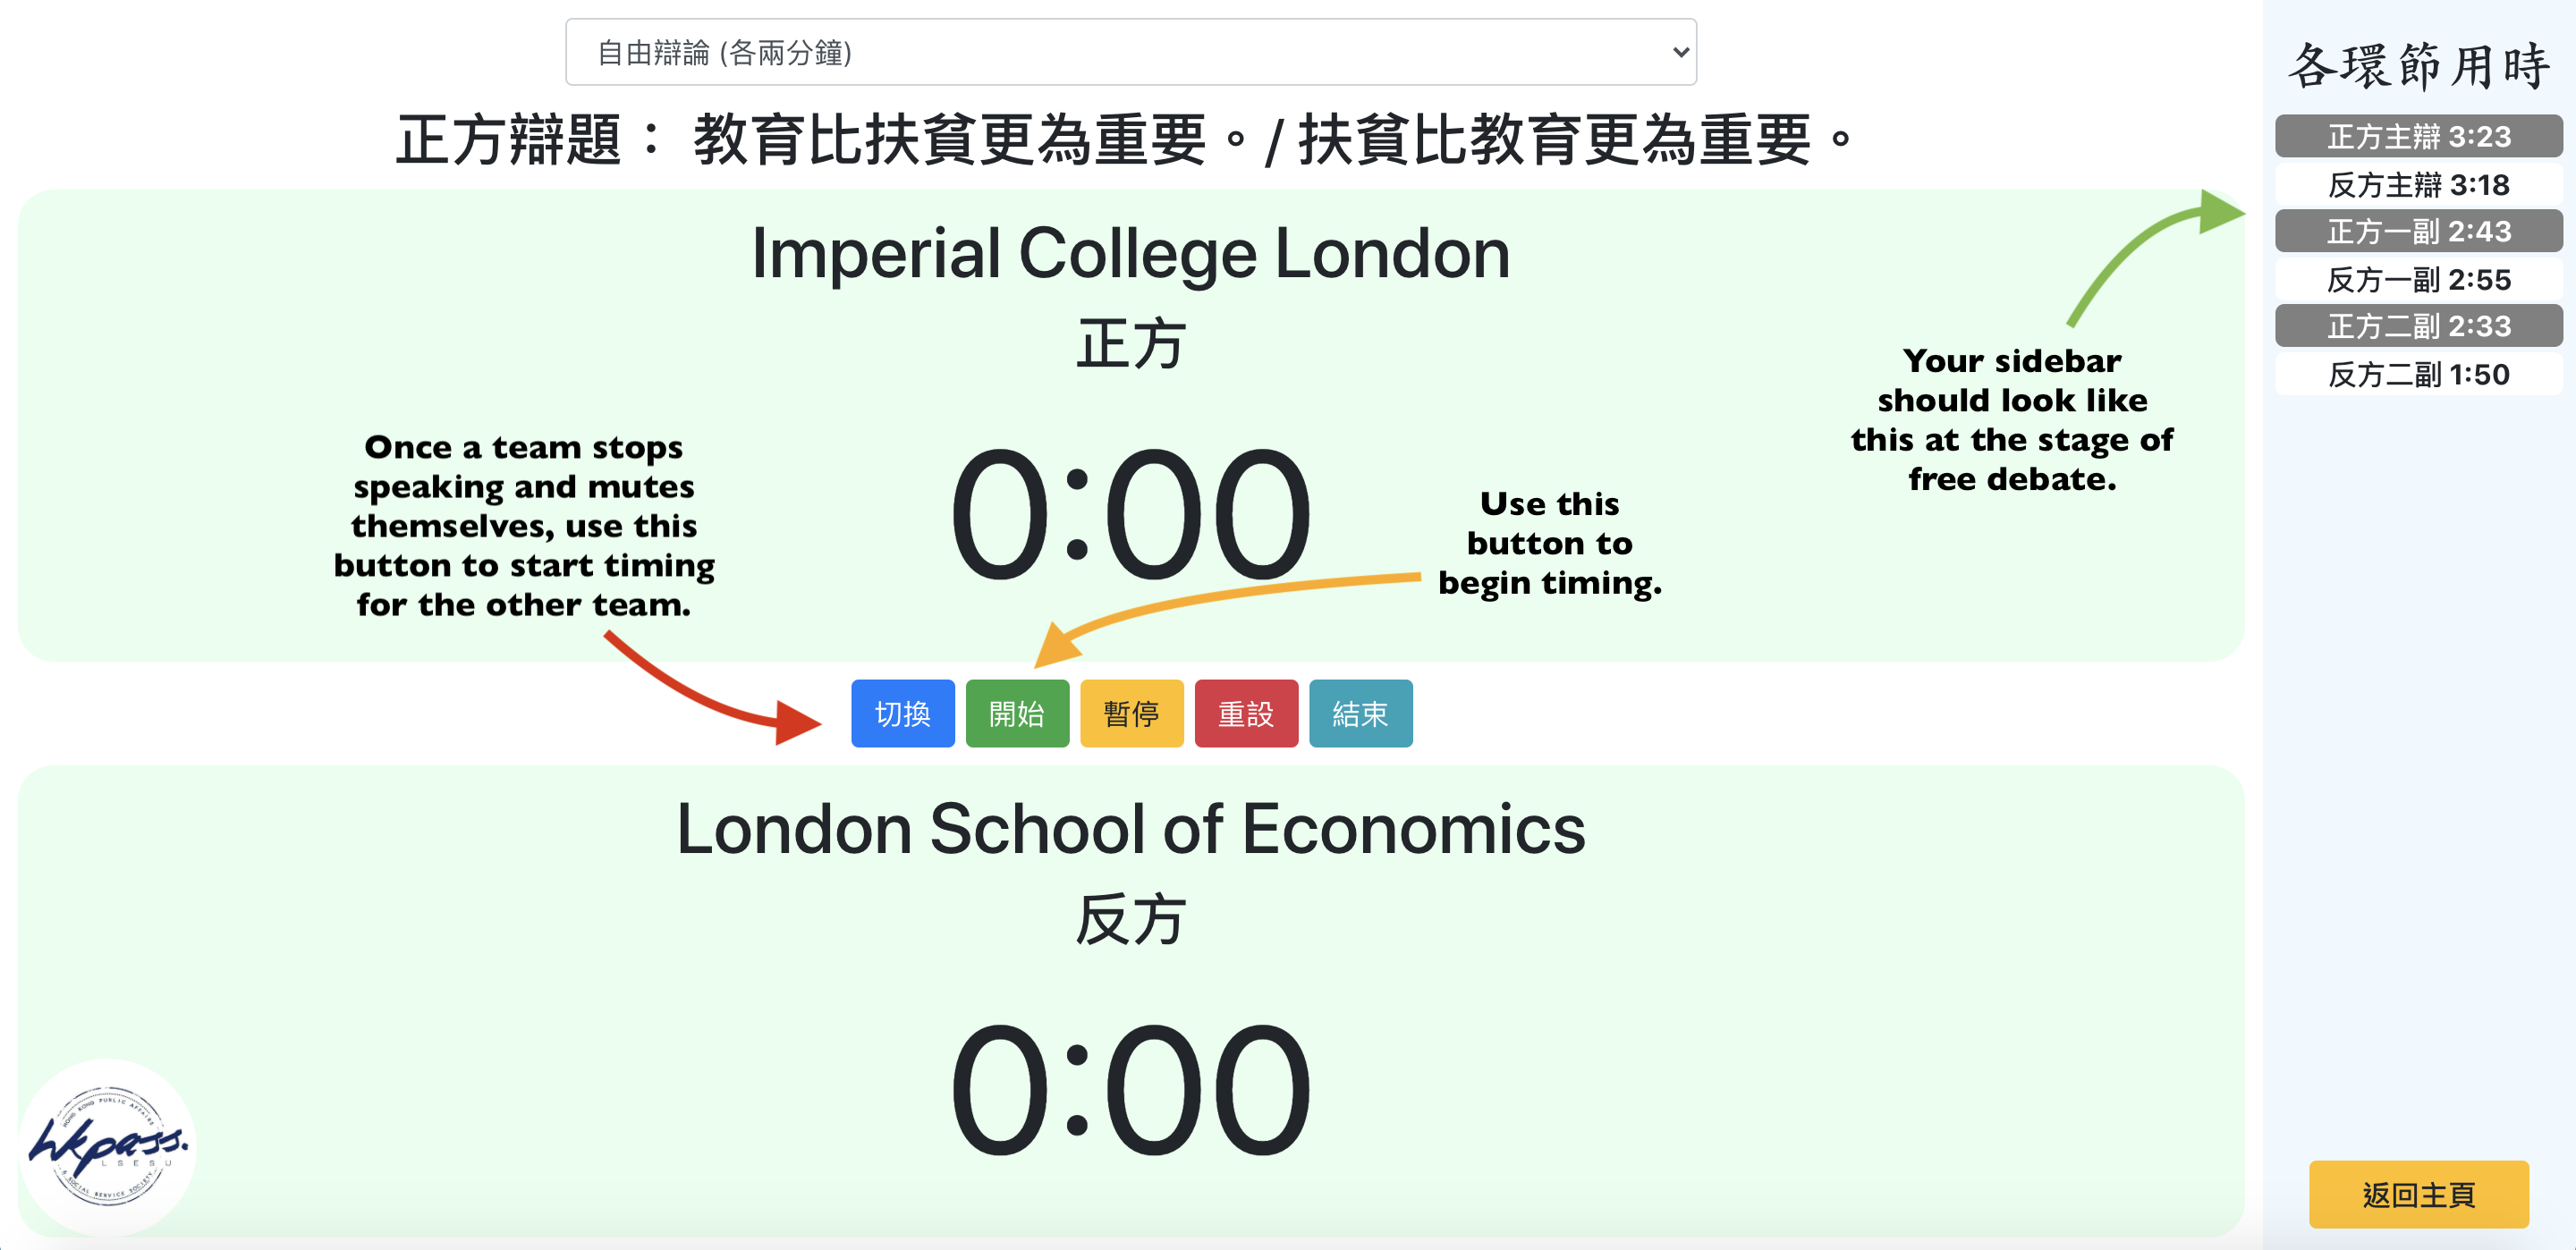 自由辯論 (各兩分鐘)
正方辯題： 教育比扶貧更為重要。/ 扶貧比教育更為重要。
Imperial College London
正方
0:00
Once a team stops
speaking and mutes
themselves, use this
button to start timing
for the other team.
Use this
button to
begin timing.
Your sidebar
should look like
this at the stage of
free debate.
切換 開始 暫停 重設 結束
London School of Economics
反方
0:00
HONG KONG PUBLIC AFFAIRS
hkpass.
LSESU
& SOCIAL SERVICE SOCIETY
各環節用時
正方主辯 3:23
反方主辯 3:18
正方一副 2:43
反方一副 2:55
正方二副 2:33
反方二副 1:50
返回主頁